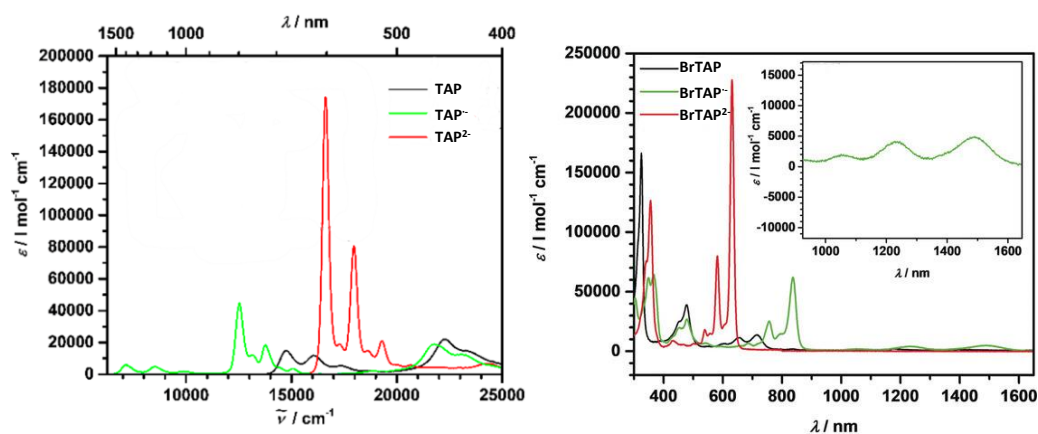 λ / nm
1500 1000 500 400
200000
180000
160000
140000
120000
100000
80000
60000
40000
20000
0
ε / l mol⁻¹ cm⁻¹
TAP
TAP·-
TAP²-
10000 15000 20000 25000
ṽ / cm⁻¹
250000
200000
150000
100000
50000
0
ε / l mol⁻¹ cm⁻¹
BrTAP
BrTAP·-
BrTAP²-
15000
10000
5000
0
-5000
-10000
ε / l mol⁻¹ cm⁻¹
1000 1200 1400 1600
λ / nm
400 600 800 1000 1200 1400 1600
λ / nm